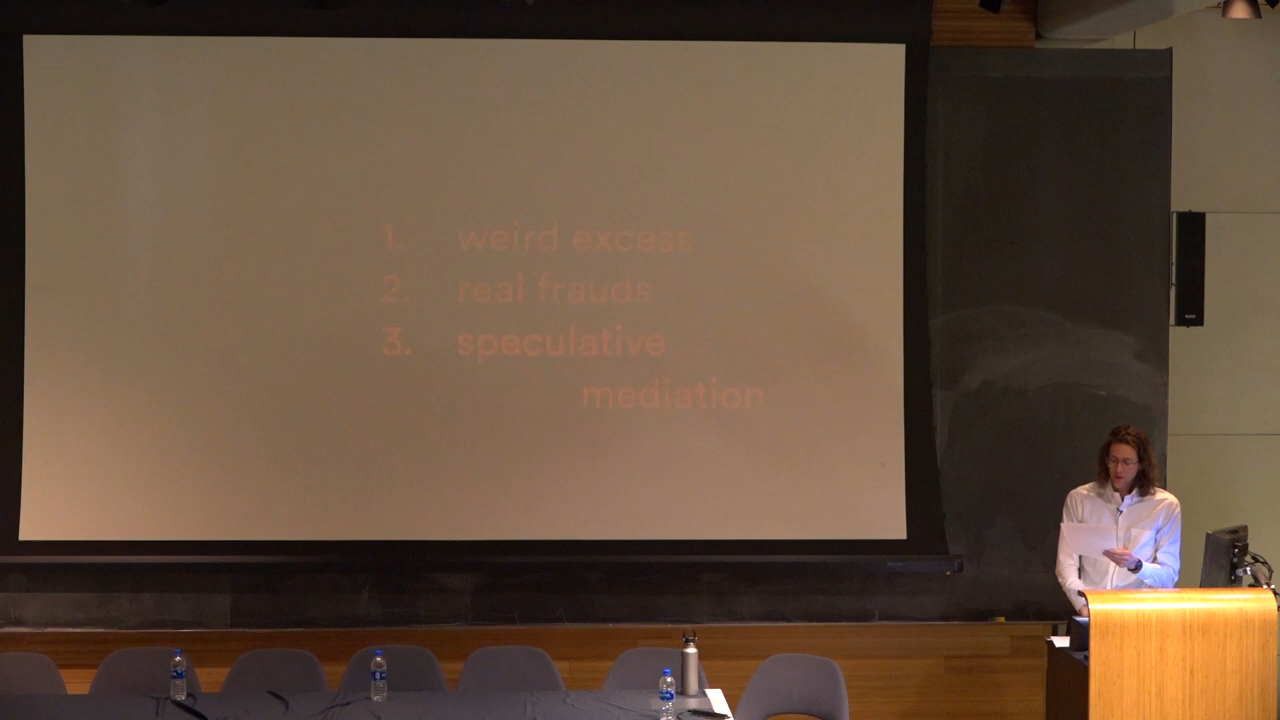 1. weird excess
2. real frauds
3. speculative
mediation